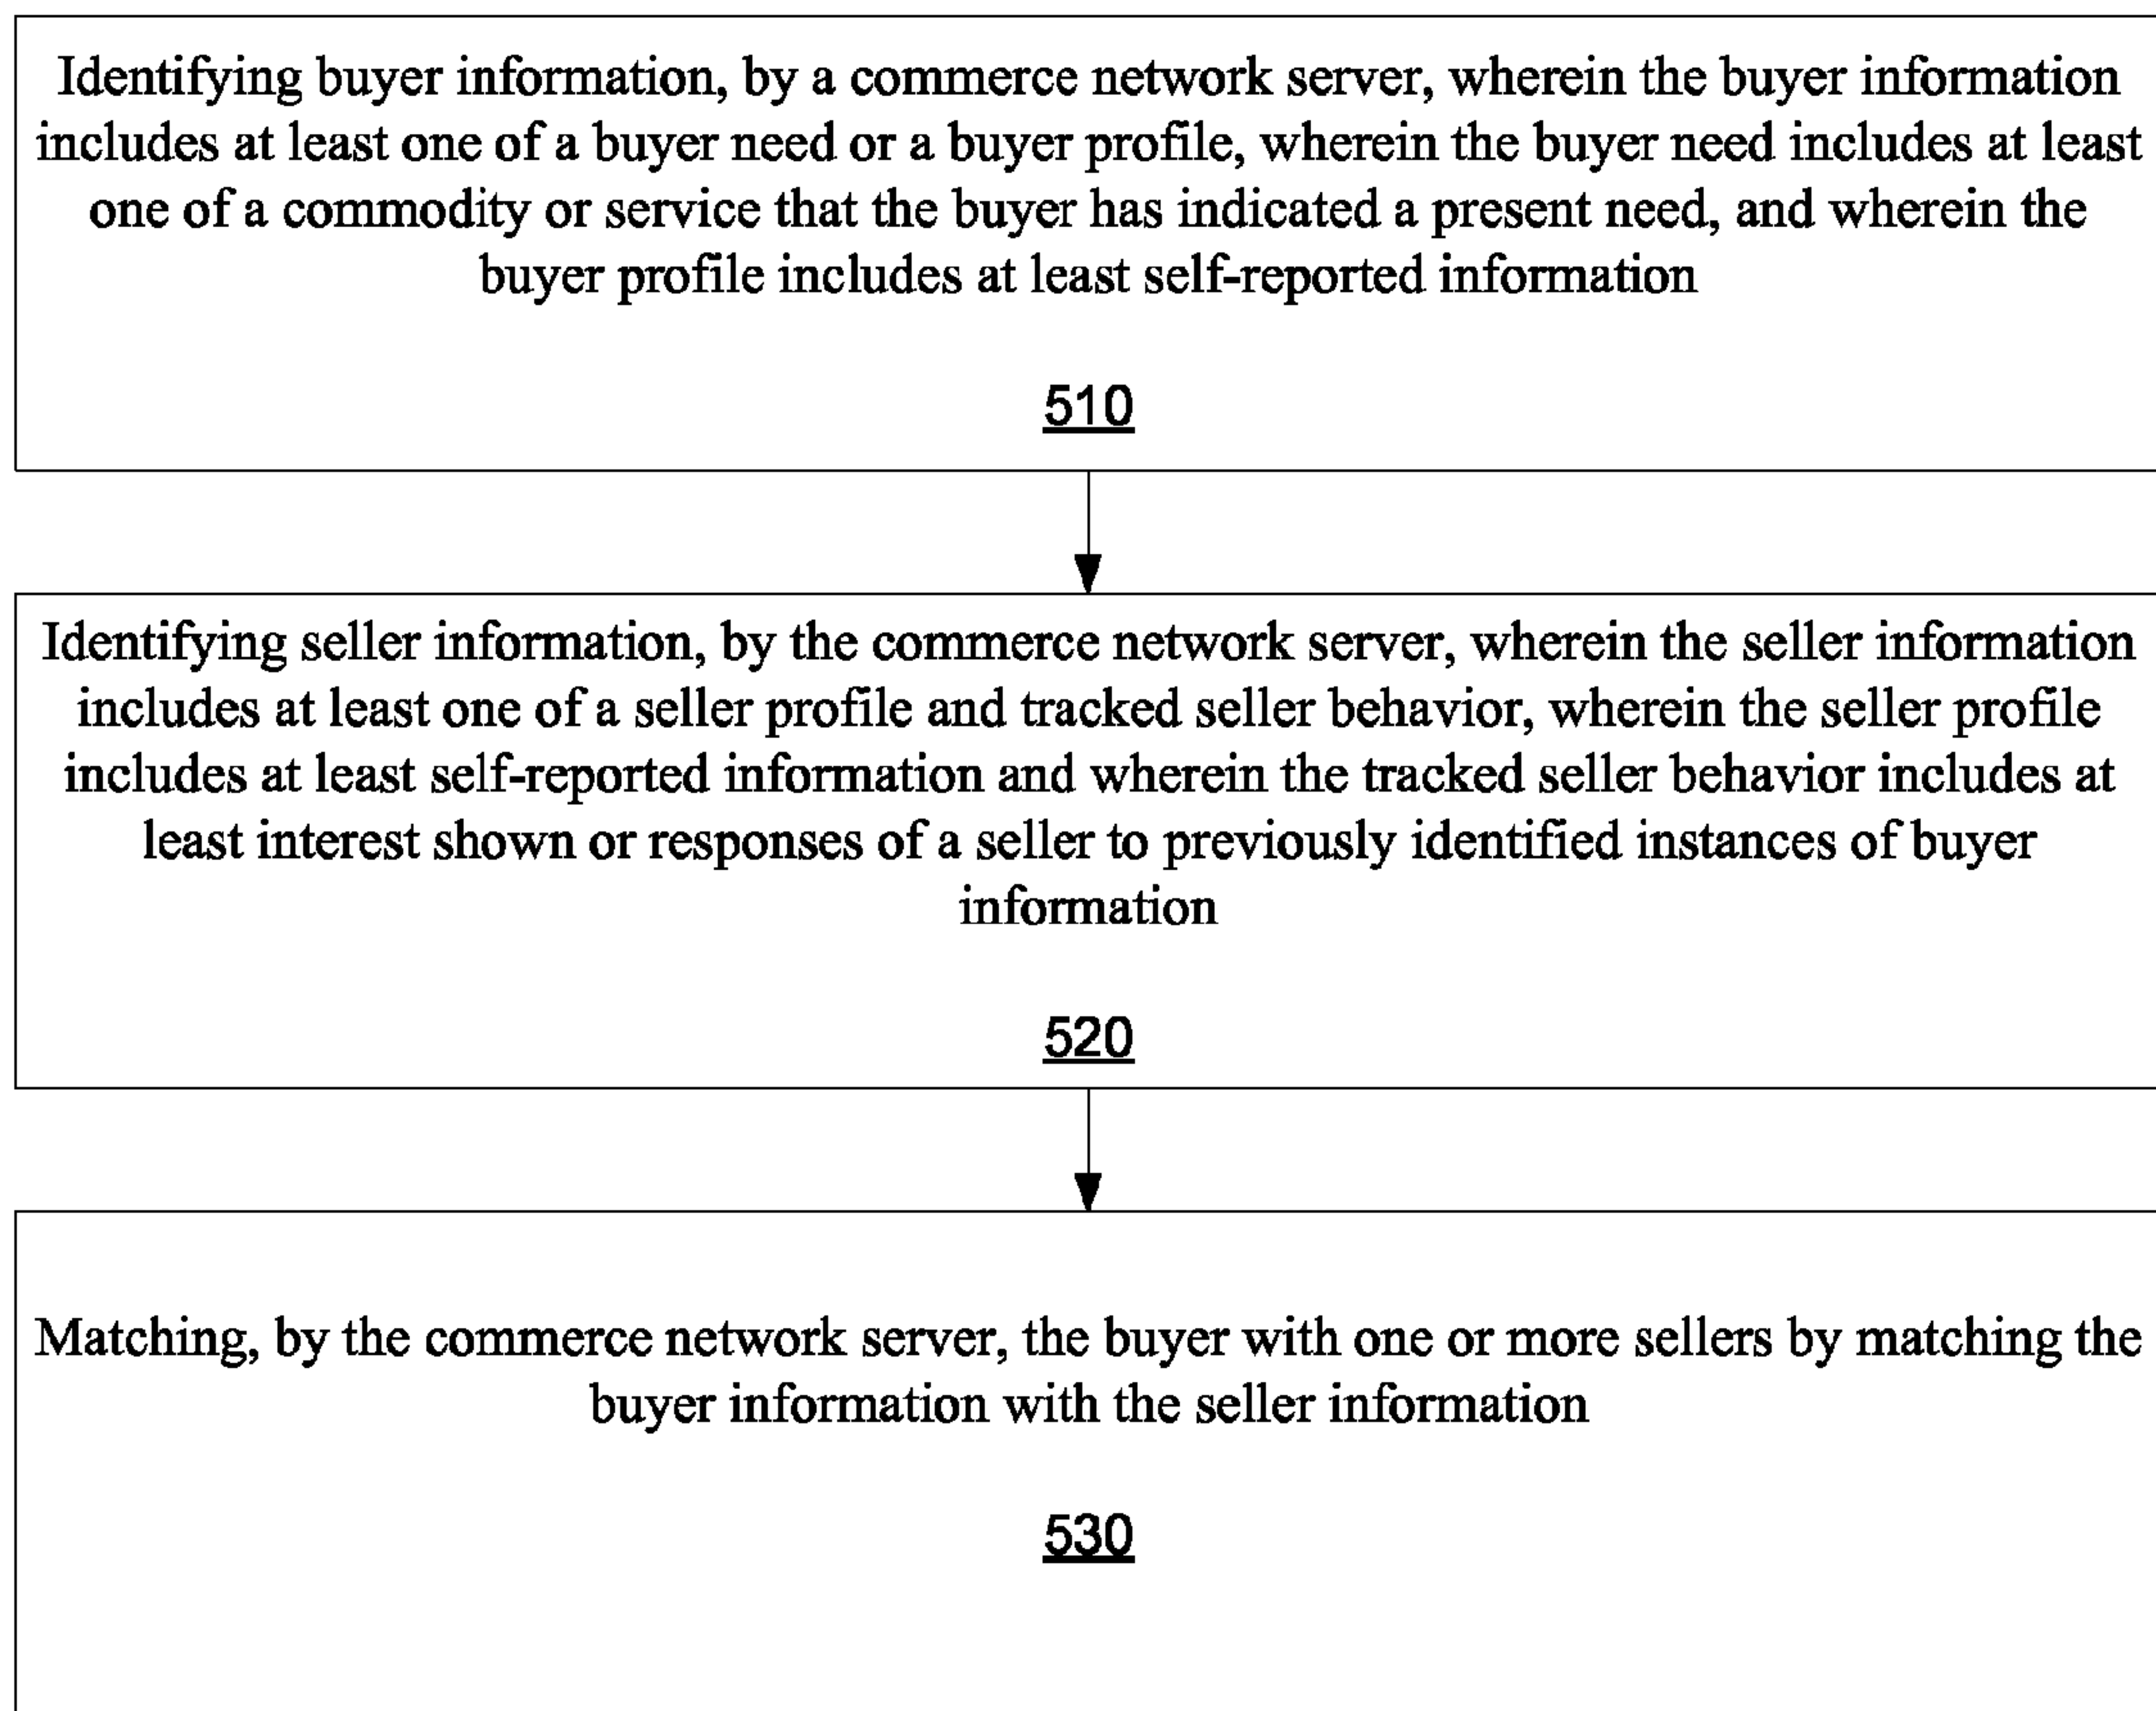 Identifying buyer information, by a commerce network server, wherein the buyer information
includes at least one of a buyer need or a buyer profile, wherein the buyer need includes at least
one of a commodity or service that the buyer has indicated a present need, and wherein the
buyer profile includes at least self-reported information
510
Identifying seller information, by the commerce network server, wherein the seller information
includes at least one of a seller profile and tracked seller behavior, wherein the seller profile
includes at least self-reported information and wherein the tracked seller behavior includes at
least interest shown or responses of a seller to previously identified instances of buyer
information
520
Matching, by the commerce network server, the buyer with one or more sellers by matching the
buyer information with the seller information
530